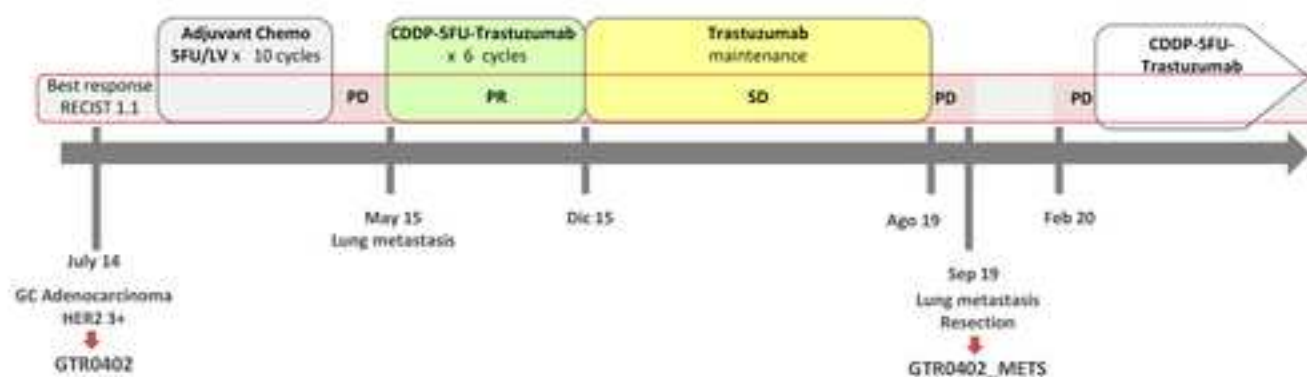 Adjuvant Chemo
5FU/LV x 10 cycles
CDDP-5FU-Trastuzumab
x 6 cycles
Trastuzumab
maintenance
CDDP-5FU-
Trastuzumab
Best response
RECIST 1.1
PD
PR
SD
PD
PD
May 15
Lung metastasis
Dic 15
Ago 19
Feb 20
July 14
GC Adenocarcinoma
HER2 3+
GTR0402
Sep 19
Lung metastasis
Resection
GTR0402_METS